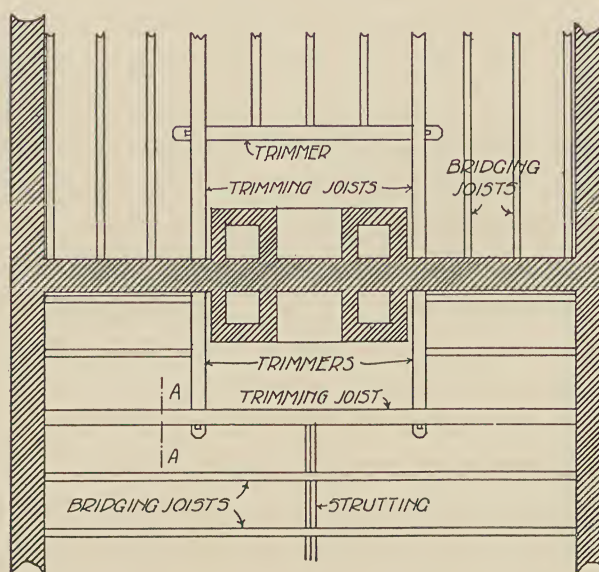 TRIMMER
TRIMMING JOISTS
BRIDGING
JOISTS
TRIMMERS
A
TRIMMING JOIST
A
BRIDGING JOISTS
STRUTTING